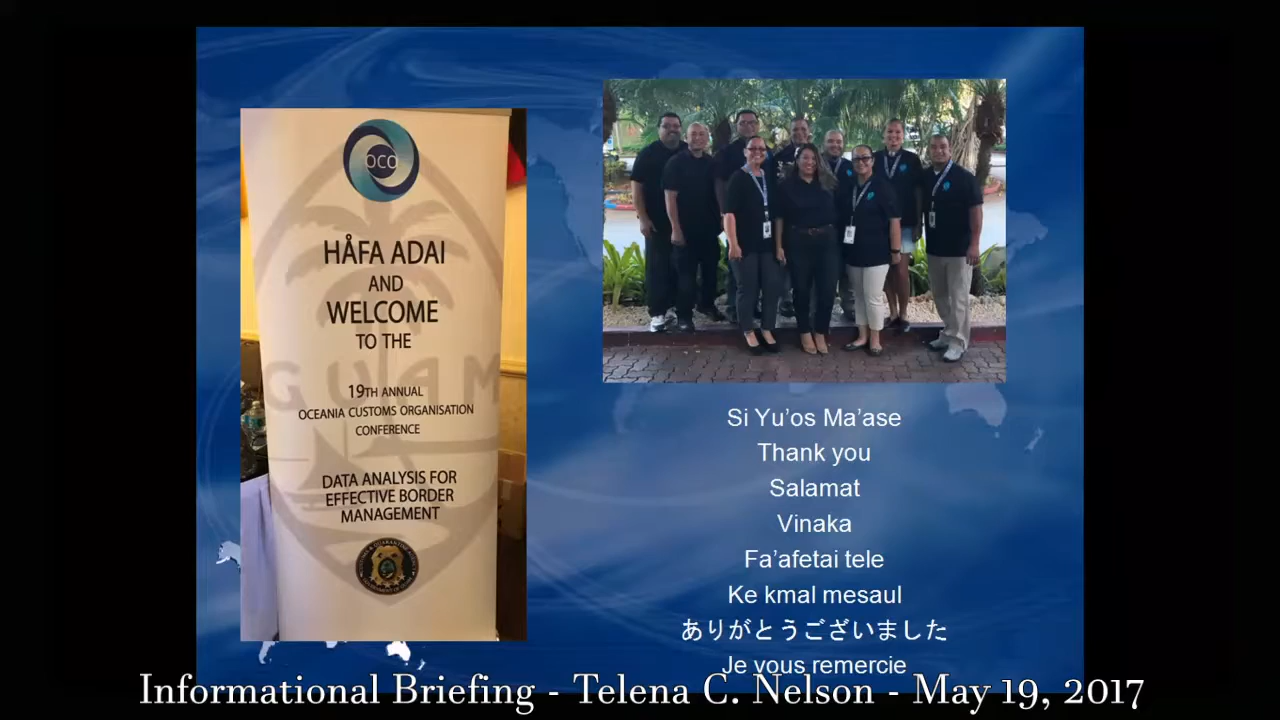 OCO
HÅFA ADAI
AND
WELCOME
TO THE
GUAM
19TH ANNUAL
OCEANIA CUSTOMS ORGANISATION
CONFERENCE
DATA ANALYSIS FOR
EFFECTIVE BORDER
MANAGEMENT
Si Yu’os Ma’ase
Thank you
Salamat
Vinaka
Fa’afetai tele
Ke kmal mesaul
ありがとうございました
Je vous remercie
Informational Briefing - Telena C. Nelson - May 19, 2017